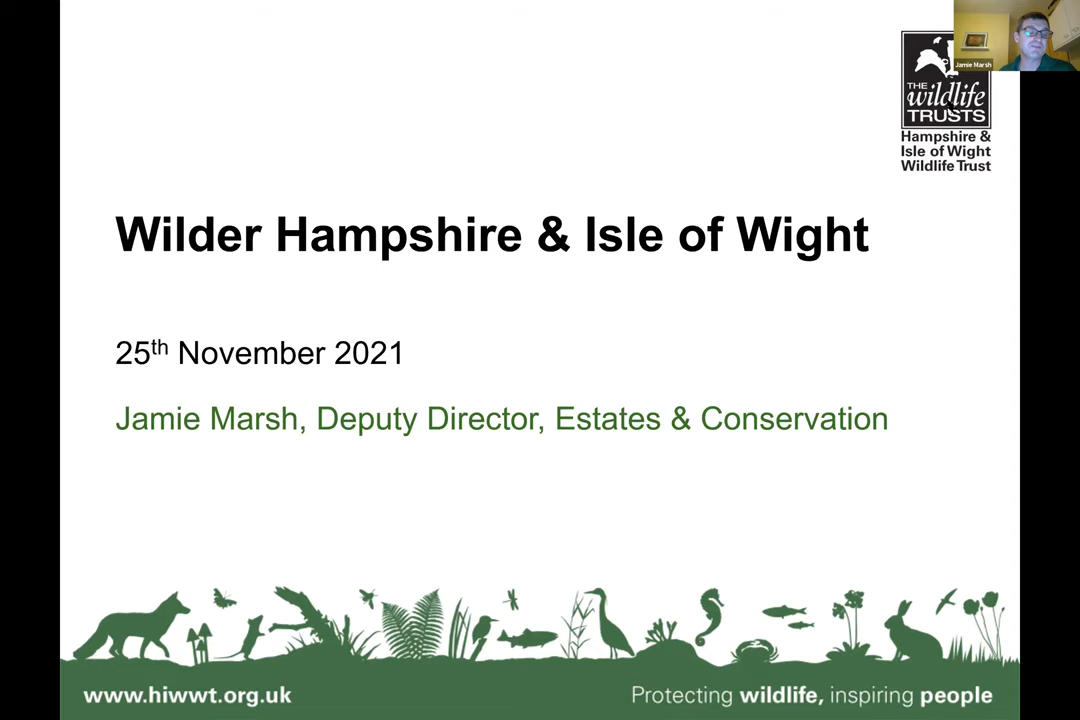 Jamie Marsh
THE
wildlife
TRUSTS
Hampshire &
Isle of Wight
Wildlife Trust
Wilder Hampshire & Isle of Wight
25th November 2021
Jamie Marsh, Deputy Director, Estates & Conservation
www.hiwwt.org.uk
Protecting wildlife, inspiring people